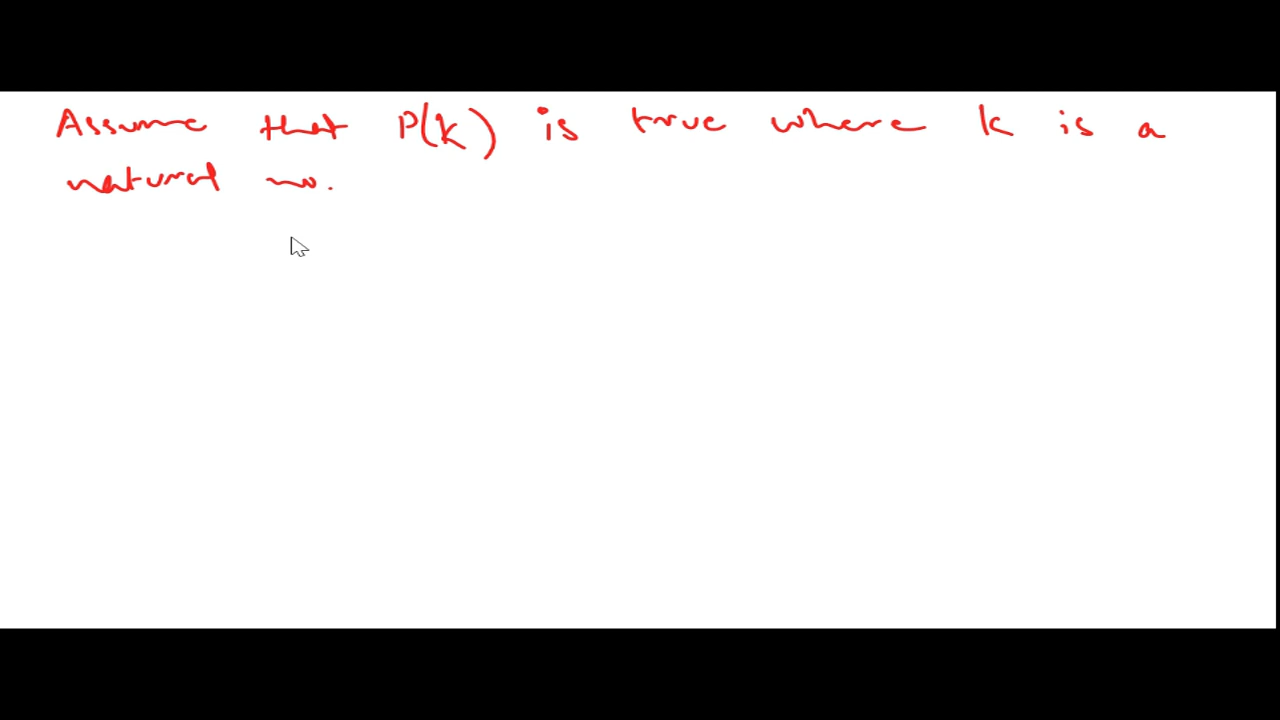 Assume that P(k) is true where k is a
natural no.